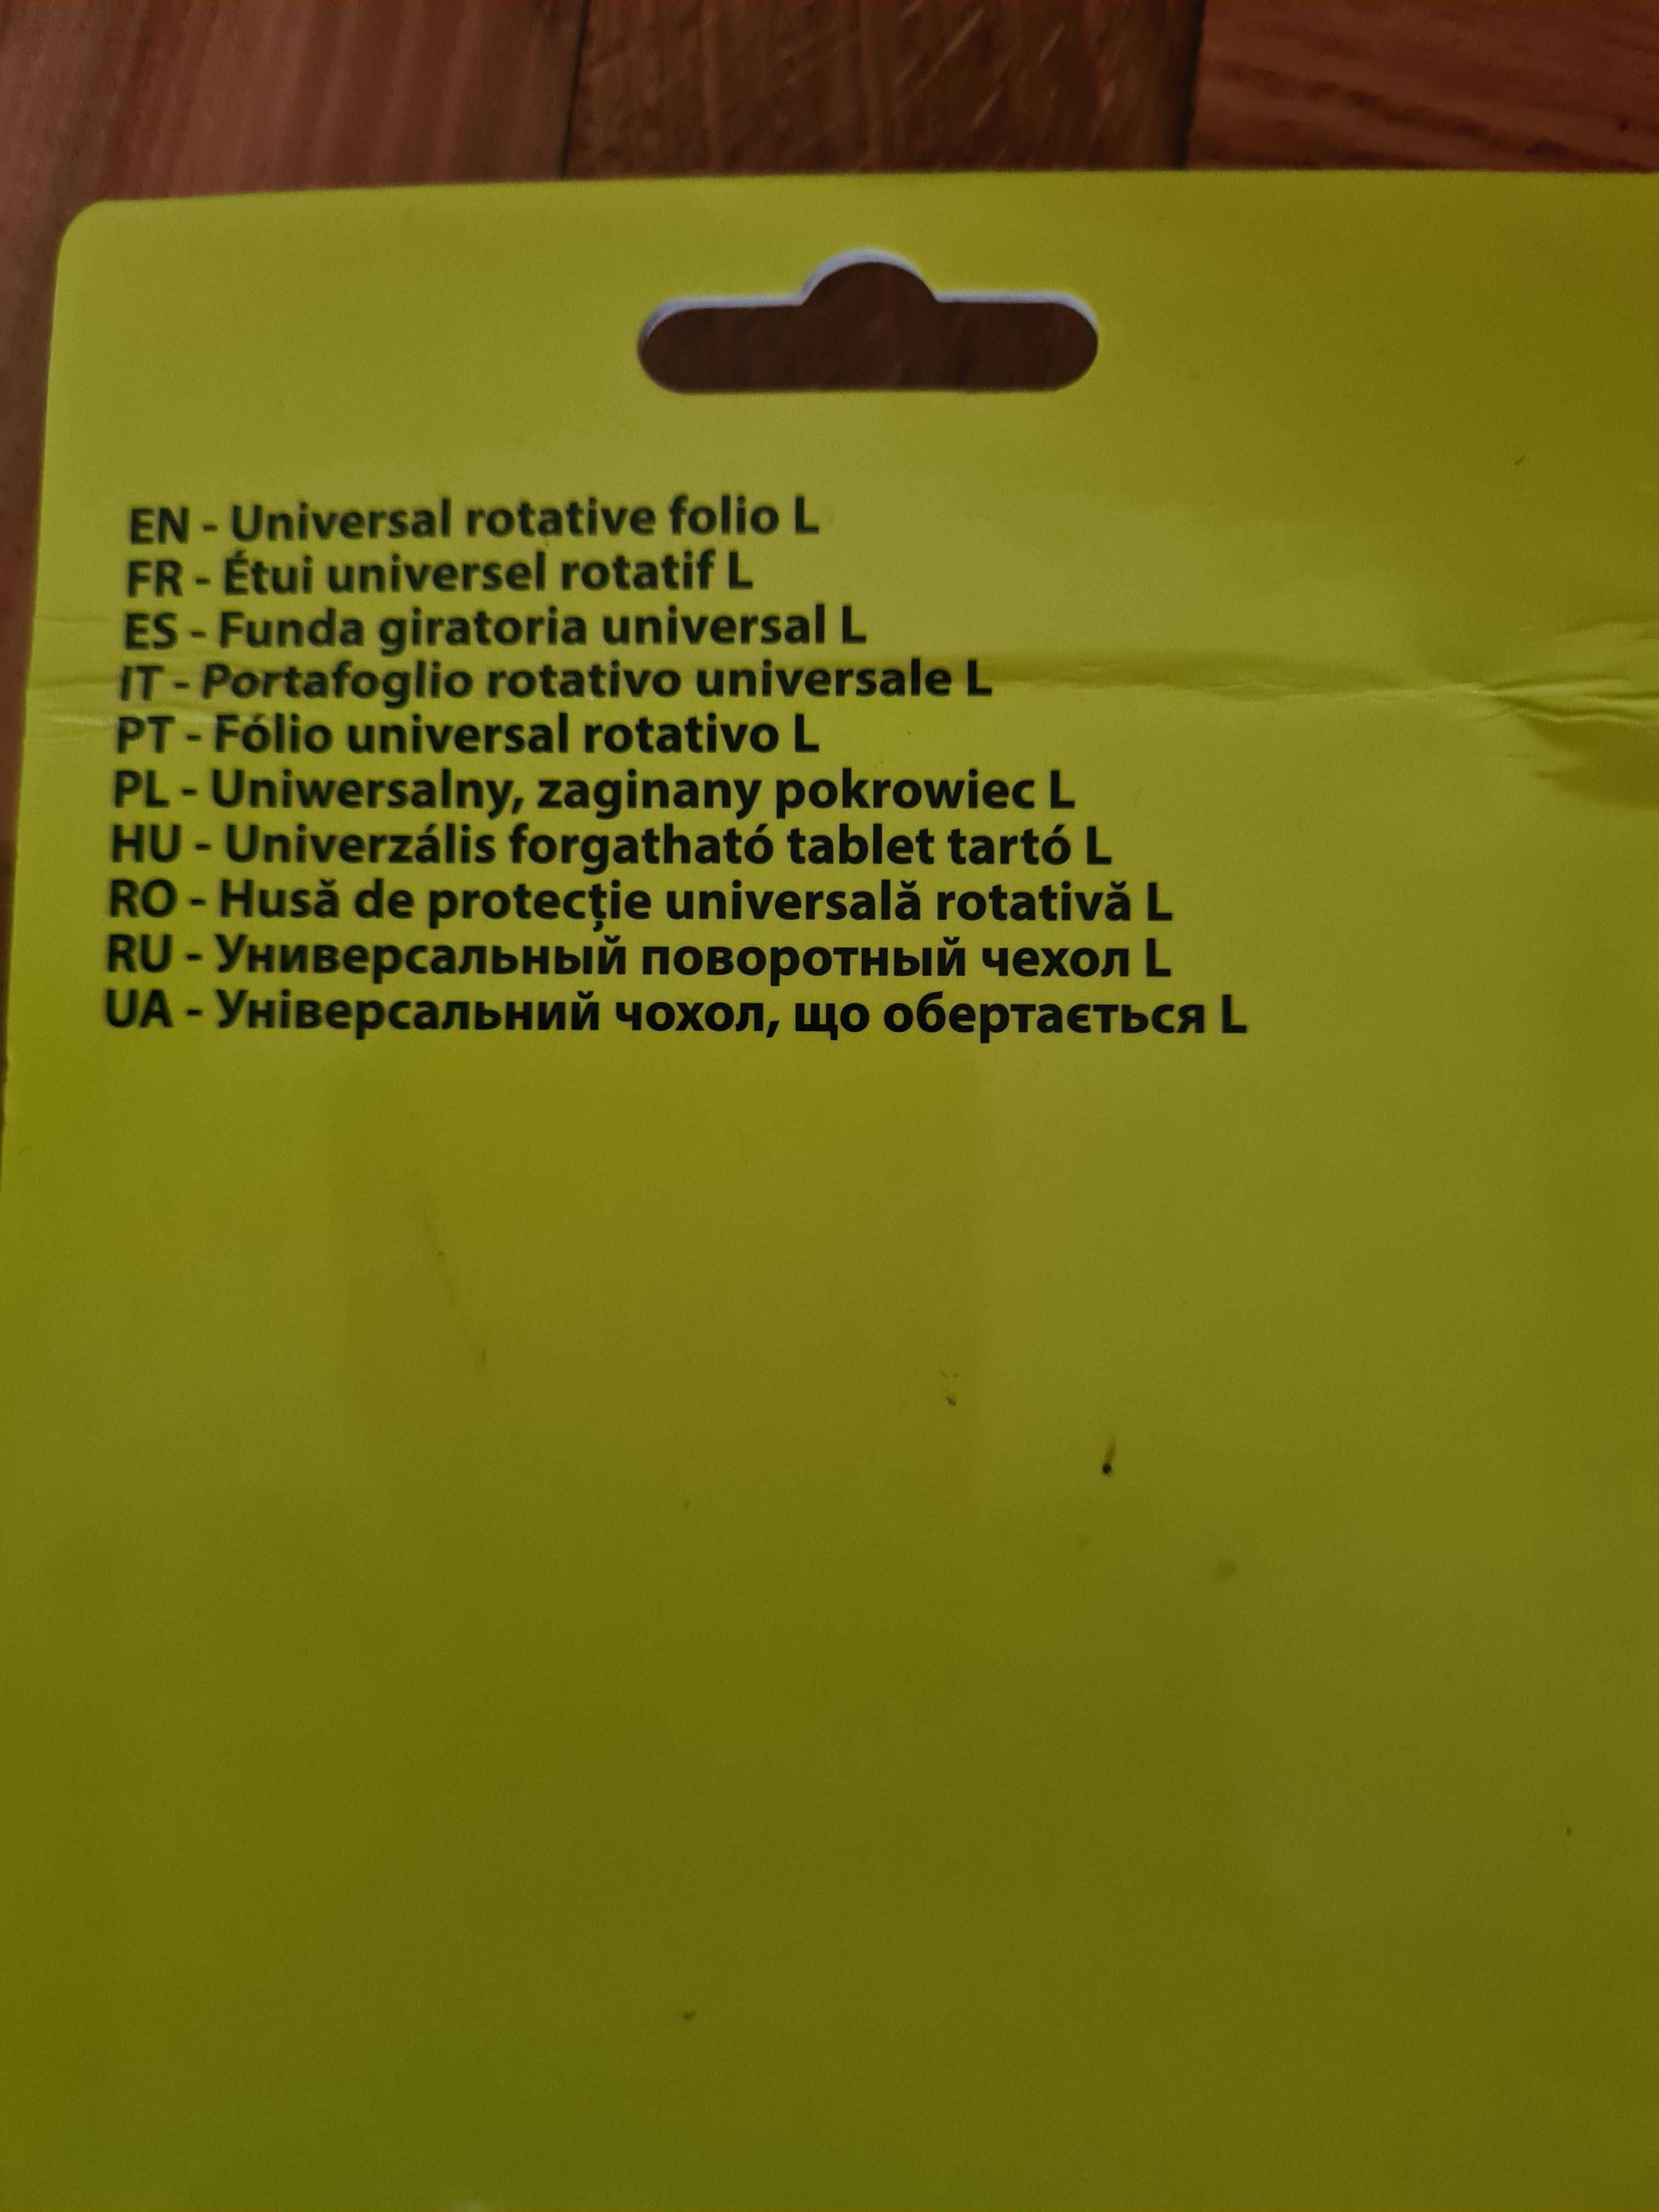 EN - Universal rotative folio L
FR - Étui universel rotatif L
ES - Funda giratoria universal L
IT - Portafoglio rotativo universale L
PT - Fólio universal rotativo L
PL - Uniwersalny, zaginany pokrowiec L
HU - Univerzális forgatható tablet tartó L
RO - Husă de protecție universală rotativă L
RU - Универсальный поворотный чехол L
UA - Універсальний чохол, що обертається L